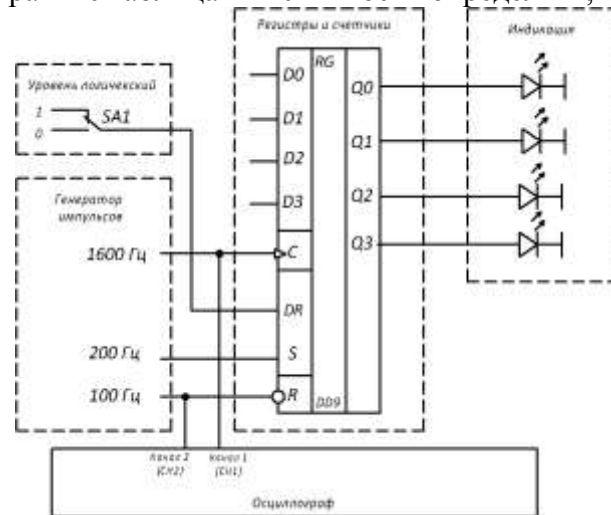 Регистры и счетчики
Индикация
Уровень логический
1
0
SA1
Генератор
импульсов
1600 Гц
200 Гц
100 Гц
D0
D1
D2
D3
C
DR
S
R
RG
DD9
Q0
Q1
Q2
Q3
Канал 2
(CH2)
Канал 1
(CH1)
Осциллограф